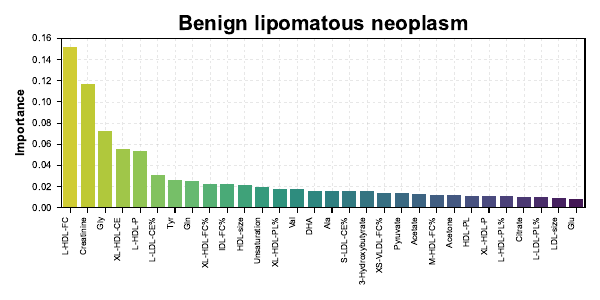 Benign lipomatous neoplasm
Importance
0.16
0.14
0.12
0.10
0.08
0.06
0.04
0.02
0.00
L-HDL-FC
Creatinine
Gly
XL-HDL-CE
L-HDL-P
L-LDL-CE%
Tyr
Gln
XL-HDL-FC%
IDL-FC%
HDL-size
Unsaturation
XL-HDL-PL%
Val
DHA
Ala
S-LDL-CE%
3-Hydroxybutyrate
XS-VLDL-FC%
Pyruvate
Acetate
M-HDL-FC%
Acetone
HDL-PL
XL-HDL-P
L-HDL-PL%
Citrate
L-LDL-PL%
LDL-size
Glu